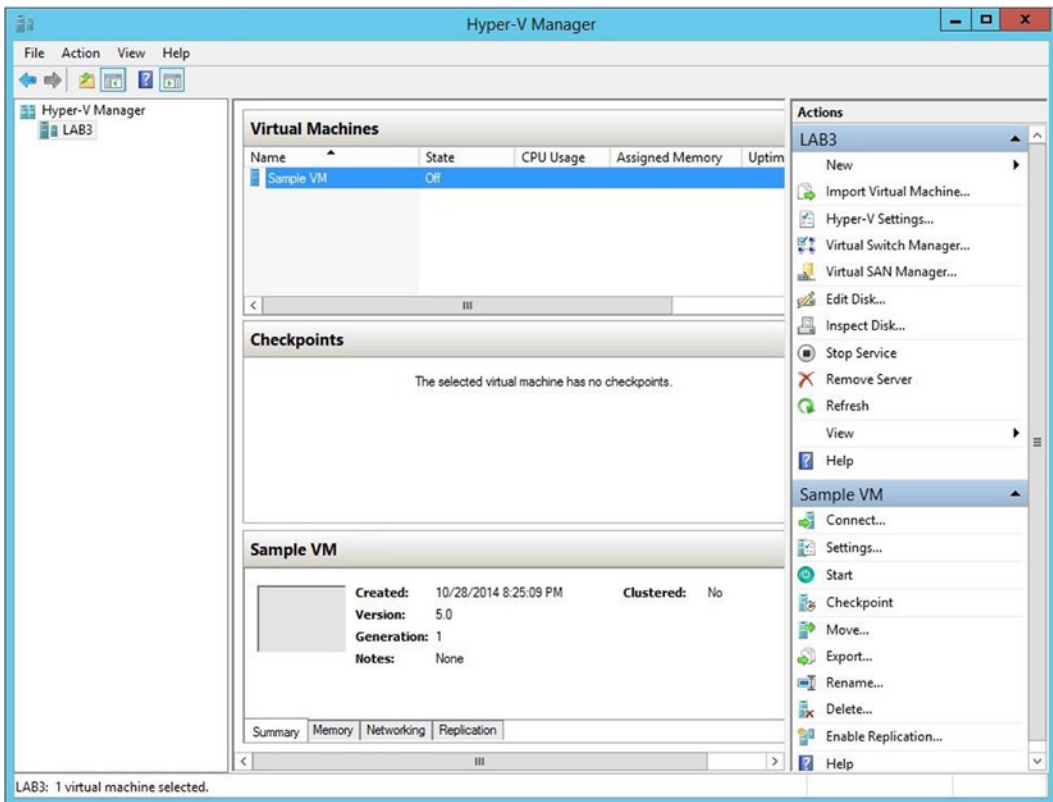 Hyper-V Manager
File Action View Help
Hyper-V Manager
LAB3
Virtual Machines
Name State CPU Usage Assigned Memory Uptim
Sample VM Off
Checkpoints
The selected virtual machine has no checkpoints.
Sample VM
Created: 10/28/2014 8:25:09 PM Clustered: No
Version: 5.0
Generation: 1
Notes: None
Summary Memory Networking Replication
Actions
LAB3
New
Import Virtual Machine...
Hyper-V Settings...
Virtual Switch Manager...
Virtual SAN Manager...
Edit Disk...
Inspect Disk...
Stop Service
Remove Server
Refresh
View
Help
Sample VM
Connect...
Settings...
Start
Checkpoint
Move...
Export...
Rename...
Delete...
Enable Replication...
Help
LAB3: 1 virtual machine selected.